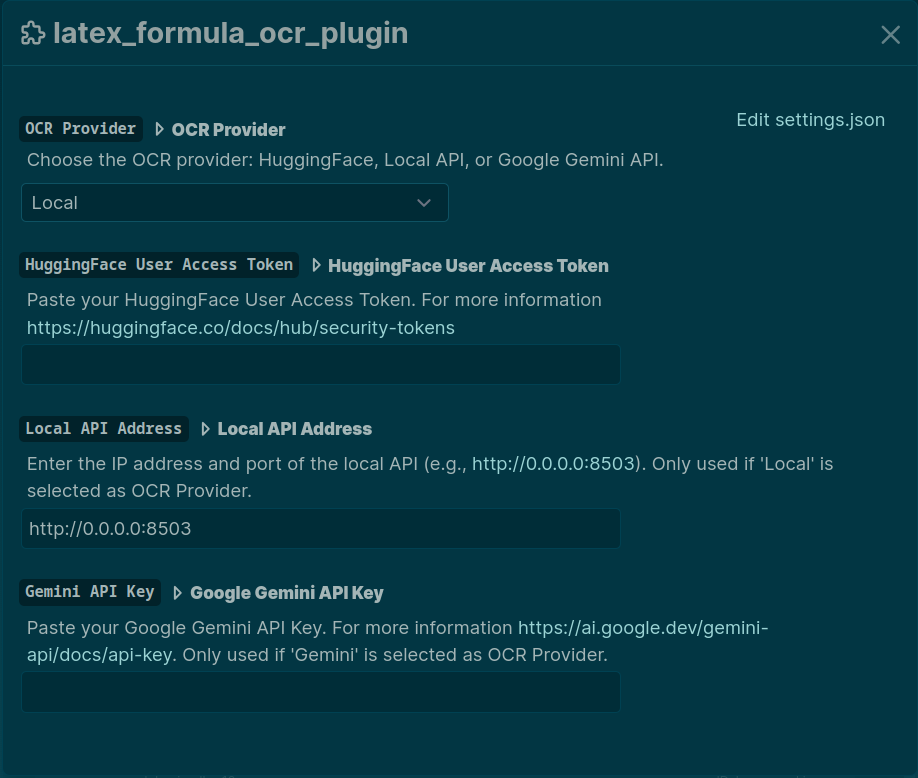 latex_formula_ocr_plugin
Edit settings.json
OCR Provider OCR Provider
Choose the OCR provider: HuggingFace, Local API, or Google Gemini API.
Local
HuggingFace User Access Token HuggingFace User Access Token
Paste your HuggingFace User Access Token. For more information
https://huggingface.co/docs/hub/security-tokens
Local API Address Local API Address
Enter the IP address and port of the local API (e.g., http://0.0.0.0:8503). Only used if 'Local' is
selected as OCR Provider.
http://0.0.0.0:8503
Gemini API Key Google Gemini API Key
Paste your Google Gemini API Key. For more information https://ai.google.dev/gemini-
api/docs/api-key. Only used if 'Gemini' is selected as OCR Provider.